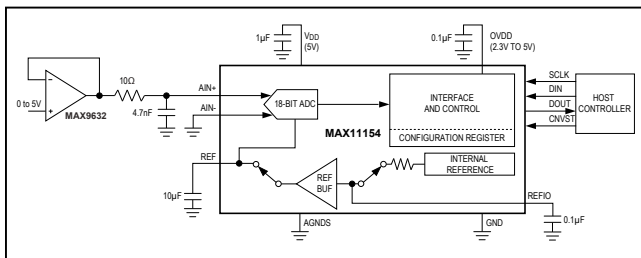 1µF
VDD
(5V)
0.1µF
OVDD
(2.3V TO 5V)
10Ω
0 to 5V
MAX9632
4.7nF
AIN+
AIN-
18-BIT ADC
MAX11154
INTERFACE
AND CONTROL
CONFIGURATION REGISTER
SCLK
DIN
DOUT
CNVST
HOST
CONTROLLER
REF
10µF
REF
BUF
INTERNAL
REFERENCE
REFIO
0.1µF
AGNDS
GND